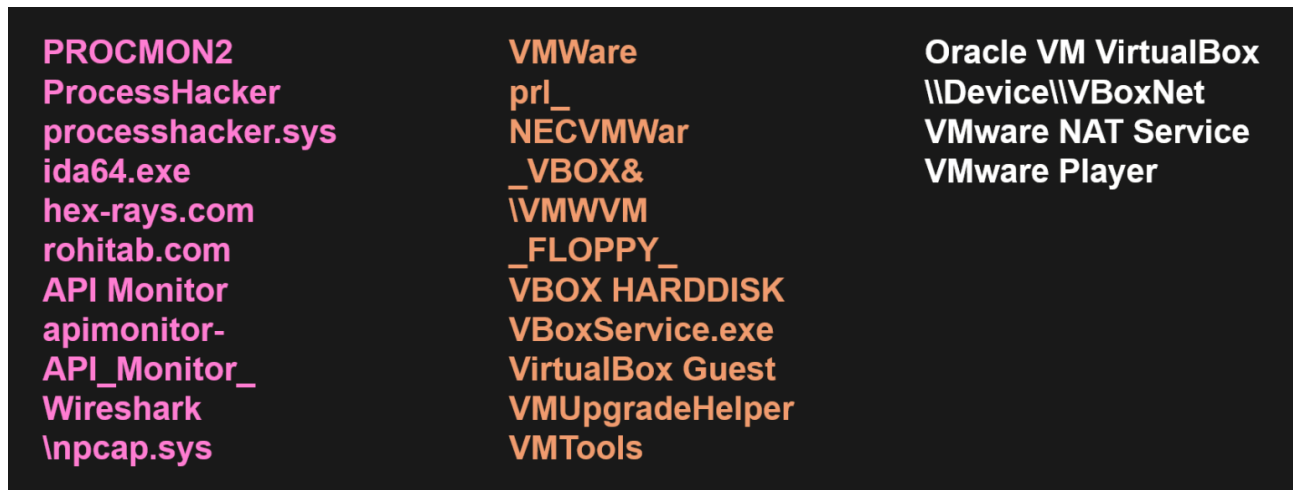 PROCMON2
ProcessHacker
processhacker.sys
ida64.exe
hex-rays.com
rohitab.com
API Monitor
apimonitor-
API_Monitor_
Wireshark
\npcap.sys
VMWare
prl_
NECVMWar
_VBOX&
\VMWVM
_FLOPPY_
VBOX HARDDISK
VBoxService.exe
VirtualBox Guest
VMUpgradeHelper
VMTools
Oracle VM VirtualBox
\\Device\\VBoxNet
VMware NAT Service
VMware Player